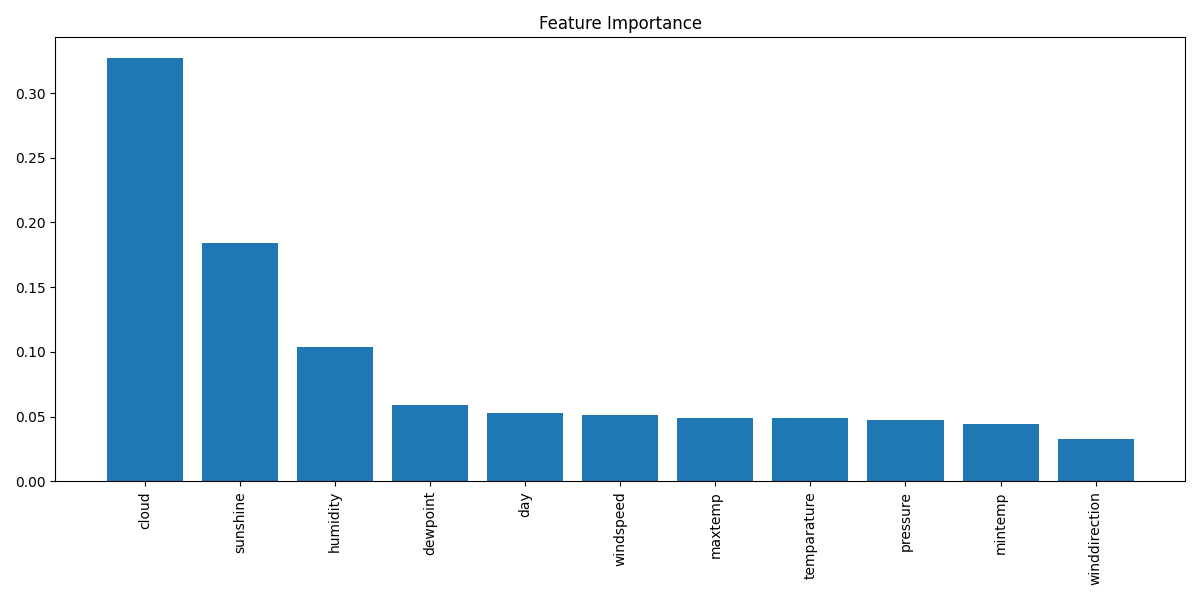 Feature Importance
0.30
0.25
0.20
0.15
0.10
0.05
0.00
cloud
sunshine
humidity
dewpoint
day
windspeed
maxtemp
temparature
pressure
mintemp
winddirection